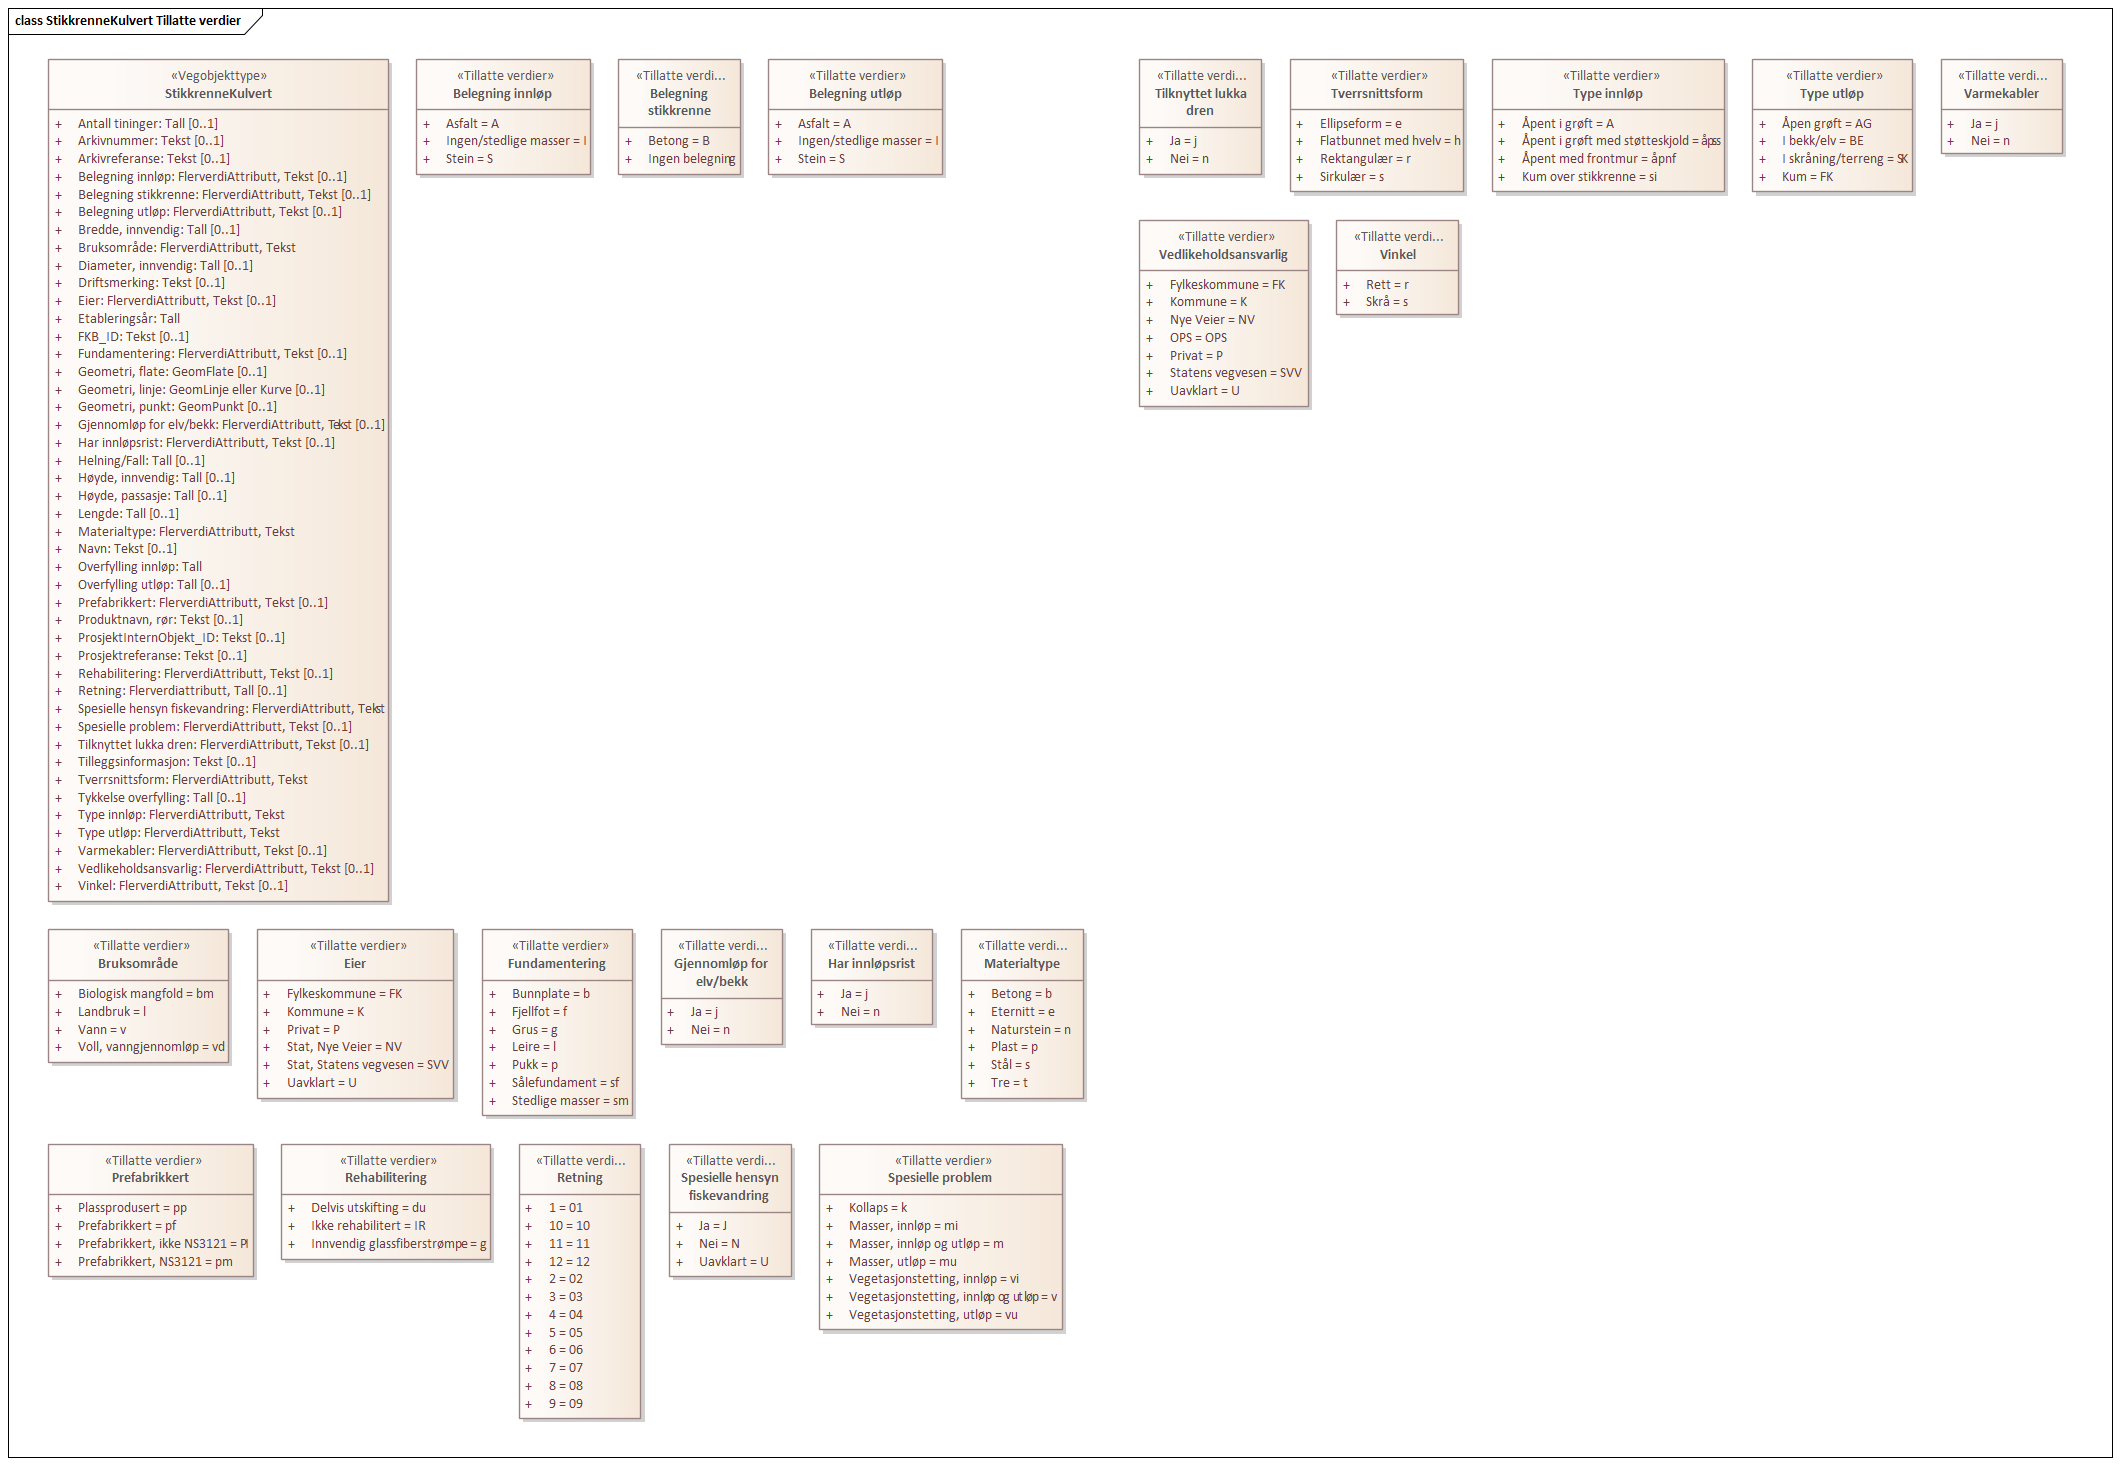 class StikkrenneKulvert Tillatte verdier
«Vegobjekttype»
StikkrenneKulvert
+ Antall tininger: Tall [0..1]
+ Arkivnummer: Tekst [0..1]
+ Arkivreferanse: Tekst [0..1]
+ Belegning innløp: FlerverdiAttributt, Tekst [0..1]
+ Belegning stikkrenne: FlerverdiAttributt, Tekst [0..1]
+ Belegning utløp: FlerverdiAttributt, Tekst [0..1]
+ Bredde, innvendig: Tall [0..1]
+ Bruksområde: FlerverdiAttributt, Tekst
+ Diameter, innvendig: Tall [0..1]
+ Driftsmerking: Tekst [0..1]
+ Eier: FlerverdiAttributt, Tekst [0..1]
+ Etableringsår: Tall
+ FKB_ID: Tekst [0..1]
+ Fundamentering: FlerverdiAttributt, Tekst [0..1]
+ Geometri, flate: GeomFlate [0..1]
+ Geometri, linje: GeomLinje eller Kurve [0..1]
+ Geometri, punkt: GeomPunkt [0..1]
+ Gjennomløp for elv/bekk: FlerverdiAttributt, Tekst [0..1]
+ Har innløpsrist: FlerverdiAttributt, Tekst [0..1]
+ Helning/Fall: Tall [0..1]
+ Høyde, innvendig: Tall [0..1]
+ Høyde, passasje: Tall [0..1]
+ Lengde: Tall [0..1]
+ Materialtype: FlerverdiAttributt, Tekst
+ Navn: Tekst [0..1]
+ Overfylling innløp: Tall
+ Overfylling utløp: Tall [0..1]
+ Prefabrikkert: FlerverdiAttributt, Tekst [0..1]
+ Produktnavn, rør: Tekst [0..1]
+ ProsjektInternObjekt_ID: Tekst [0..1]
+ Prosjektreferanse: Tekst [0..1]
+ Rehabilitering: FlerverdiAttributt, Tekst [0..1]
+ Retning: Flerverdiattributt, Tall [0..1]
+ Spesielle hensyn fiskevandring: FlerverdiAttributt, Tekst
+ Spesielle problem: FlerverdiAttributt, Tekst [0..1]
+ Tilknyttet lukka dren: FlerverdiAttributt, Tekst [0..1]
+ Tilleggsinformasjon: Tekst [0..1]
+ Tverrsnittsform: FlerverdiAttributt, Tekst
+ Tykkelse overfylling: Tall [0..1]
+ Type innløp: FlerverdiAttributt, Tekst
+ Type utløp: FlerverdiAttributt, Tekst
+ Varmekabler: FlerverdiAttributt, Tekst [0..1]
+ Vedlikeholdsansvarlig: FlerverdiAttributt, Tekst [0..1]
+ Vinkel: FlerverdiAttributt, Tekst [0..1]
«Tillatte verdier»
Belegning innløp
+ Asfalt = A
+ Ingen/stedlige masser = I
+ Stein = S
«Tillatte verdi...
Belegning
stikkrenne
+ Betong = B
+ Ingen belegning
«Tillatte verdier»
Belegning utløp
+ Asfalt = A
+ Ingen/stedlige masser = I
+ Stein = S
«Tillatte verdi...
Tilknyttet lukka
dren
+ Ja = j
+ Nei = n
«Tillatte verdier»
Tverrsnittsform
+ Ellipseform = e
+ Flatbunnet med hvelv = h
+ Rektangulær = r
+ Sirkulær = s
«Tillatte verdier»
Type innløp
+ Åpent i grøft = A
+ Åpent i grøft med støtteskjold = åpss
+ Åpent med frontmur = åpnf
+ Kum over stikkrenne = si
«Tillatte verdier»
Type utløp
+ Åpen grøft = AG
+ I bekk/elv = BE
+ I skråning/terreng = SK
+ Kum = FK
«Tillatte verdi...
Varmekabler
+ Ja = j
+ Nei = n
«Tillatte verdier»
Vedlikeholdsansvarlig
+ Fylkeskommune = FK
+ Kommune = K
+ Nye Veier = NV
+ OPS = OPS
+ Privat = P
+ Statens vegvesen = SVV
+ Uavklart = U
«Tillatte verdi...
Vinkel
+ Rett = r
+ Skrå = s
«Tillatte verdier»
Bruksområde
+ Biologisk mangfold = bm
+ Landbruk = l
+ Vann = v
+ Voll, vanngjennomløp = vd
«Tillatte verdier»
Eier
+ Fylkeskommune = FK
+ Kommune = K
+ Privat = P
+ Stat, Nye Veier = NV
+ Stat, Statens vegvesen = SVV
+ Uavklart = U
«Tillatte verdier»
Fundamentering
+ Bunnplate = b
+ Fjellfot = f
+ Grus = g
+ Leire = l
+ Pukk = p
+ Sålefundament = sf
+ Stedlige masser = sm
«Tillatte verdi...
Gjennomløp for
elv/bekk
+ Ja = j
+ Nei = n
«Tillatte verdi...
Har innløpsrist
+ Ja = j
+ Nei = n
«Tillatte verdi...
Materialtype
+ Betong = b
+ Eternitt = e
+ Naturstein = n
+ Plast = p
+ Stål = s
+ Tre = t
«Tillatte verdier»
Prefabrikkert
+ Plassprodusert = pp
+ Prefabrikkert = pf
+ Prefabrikkert, ikke NS3121 = PI
+ Prefabrikkert, NS3121 = pm
«Tillatte verdier»
Rehabilitering
+ Delvis utskifting = du
+ Ikke rehabilitert = IR
+ Innvendig glassfiberstrømpe = g
«Tillatte verdi...
Retning
+ 1 = 01
+ 10 = 10
+ 11 = 11
+ 12 = 12
+ 2 = 02
+ 3 = 03
+ 4 = 04
+ 5 = 05
+ 6 = 06
+ 7 = 07
+ 8 = 08
+ 9 = 09
«Tillatte verdi...
Spesielle hensyn
fiskevandring
+ Ja = J
+ Nei = N
+ Uavklart = U
«Tillatte verdier»
Spesielle problem
+ Kollaps = k
+ Masser, innløp = mi
+ Masser, innløp og utløp = m
+ Masser, utløp = mu
+ Vegetasjonstetting, innløp = vi
+ Vegetasjonstetting, innløp og utløp = v
+ Vegetasjonstetting, utløp = vu